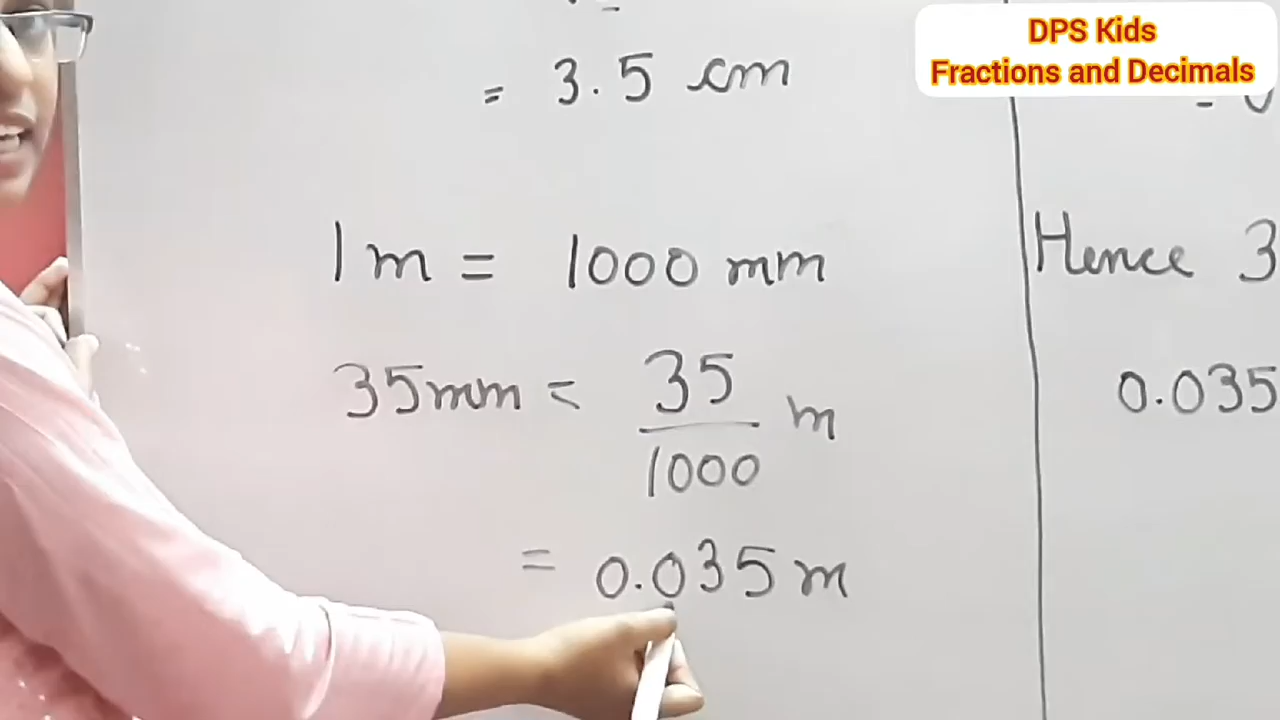 DPS Kids
Fractions and Decimals
= 3.5 cm
1 m = 1000 mm
35mm = 35/1000 m
= 0.035 m
Hence 3
0.035